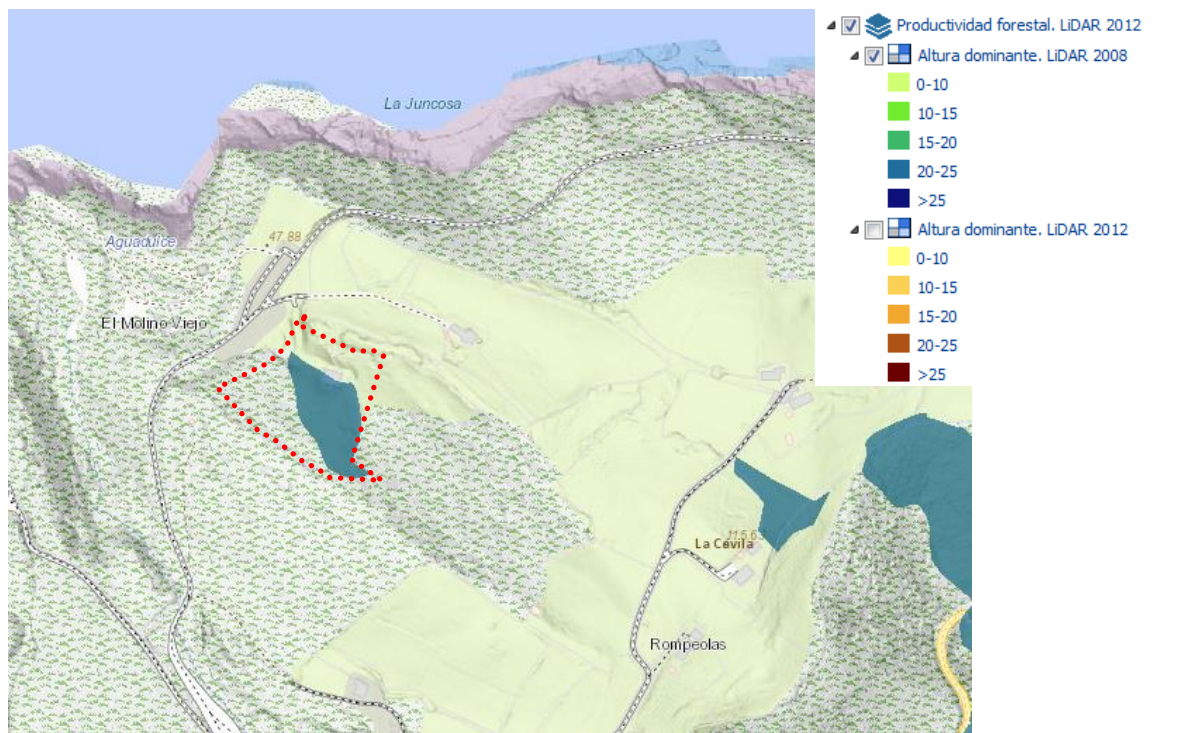 Productividad forestal. LiDAR 2012
Altura dominante. LiDAR 2008
0-10
10-15
15-20
20-25
>25
Altura dominante. LiDAR 2012
0-10
10-15
15-20
20-25
>25
La Juncosa
47 88
Aguadulce
El Molino Viejo
La Covila
Rompeolas